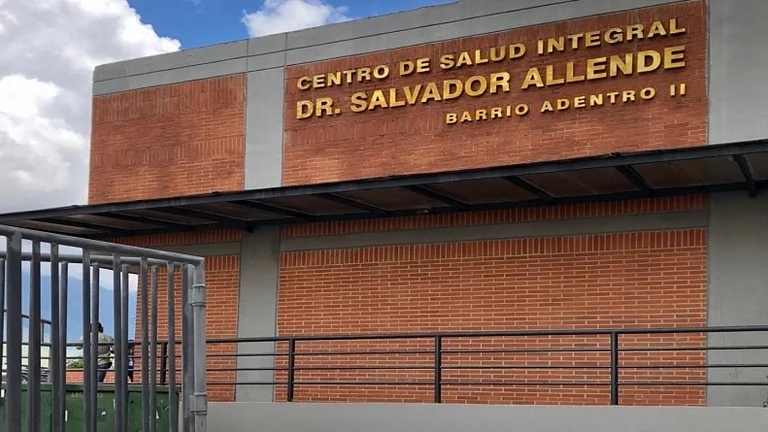 CENTRO DE SALUD INTEGRAL
DR. SALVADOR ALLENDE
BARRIO ADENTRO II